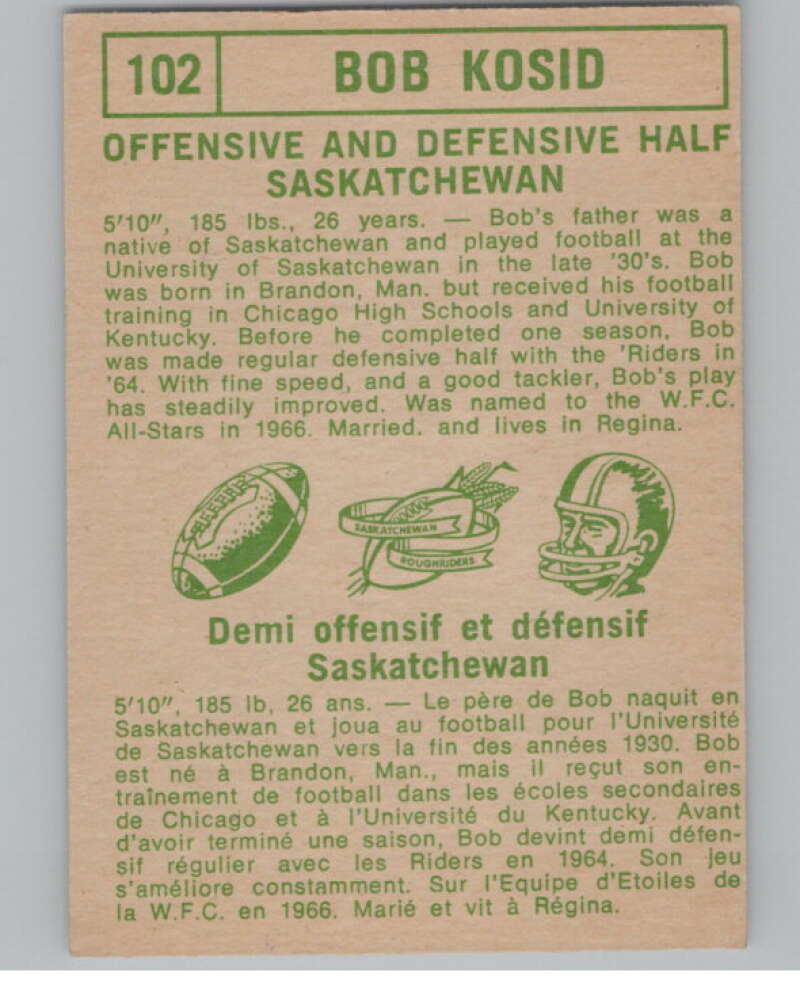 102 BOB KOSID
OFFENSIVE AND DEFENSIVE HALF
SASKATCHEWAN
5'10", 185 lbs., 26 years. — Bob's father was a
native of Saskatchewan and played football at the
University of Saskatchewan in the late '30's. Bob
was born in Brandon, Man. but received his football
training in Chicago High Schools and University of
Kentucky. Before he completed one season, Bob
was made regular defensive half with the 'Riders in
'64. With fine speed, and a good tackler, Bob's play
has steadily improved. Was named to the W.F.C.
All-Stars in 1966. Married. and lives in Regina.
SASKATCHEWAN
ROUGHRIDERS
Demi offensif et défensif
Saskatchewan
5'10", 185 lb, 26 ans. — Le père de Bob naquit en
Saskatchewan et joua au football pour l'Université
de Saskatchewan vers la fin des années 1930. Bob
est né à Brandon, Man., mais il reçut son en-
traînement de football dans les écoles secondaires
de Chicago et à l'Université du Kentucky. Avant
d'avoir terminé une saison, Bob devint demi défen-
sif régulier avec les Riders en 1964. Son jeu
s'améliore constamment. Sur l'Equipe d'Etoiles de
la W.F.C. en 1966. Marié et vit à Régina.